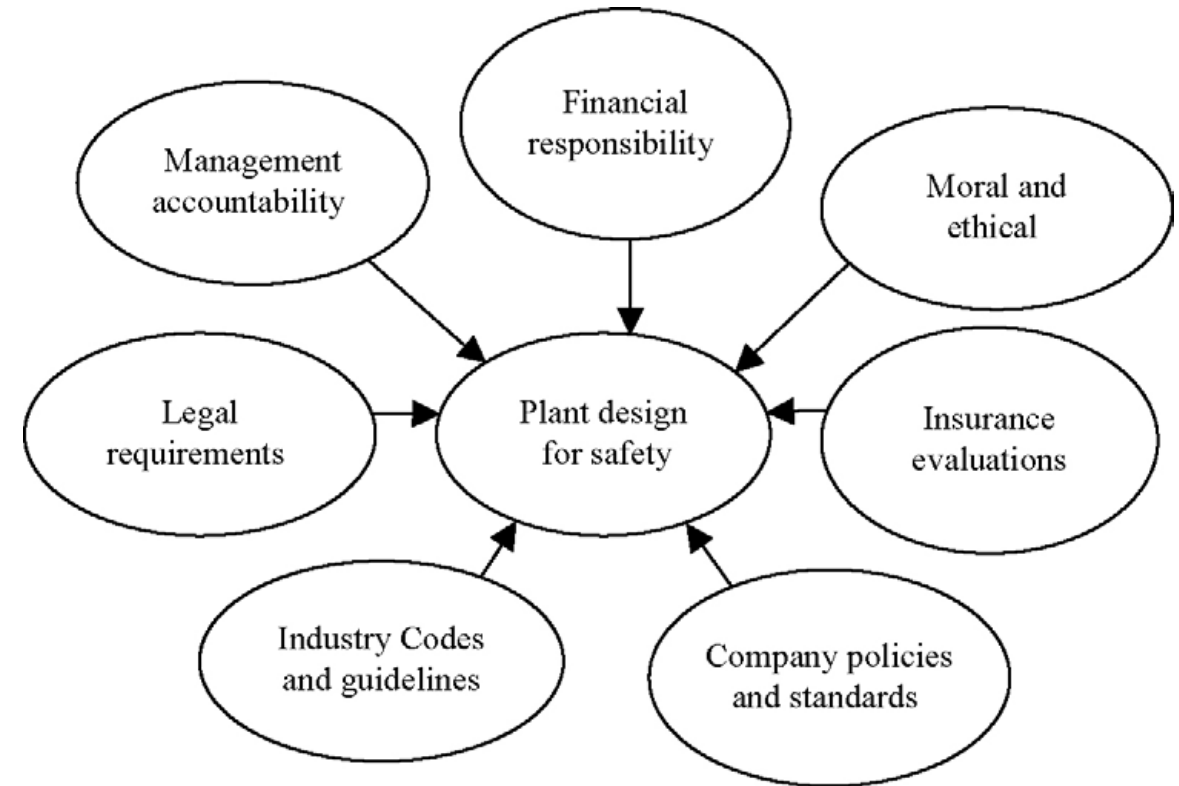 Financial
responsibility
Management
accountability
Moral and
ethical
Legal
requirements
Plant design
for safety
Insurance
evaluations
Industry Codes
and guidelines
Company policies
and standards